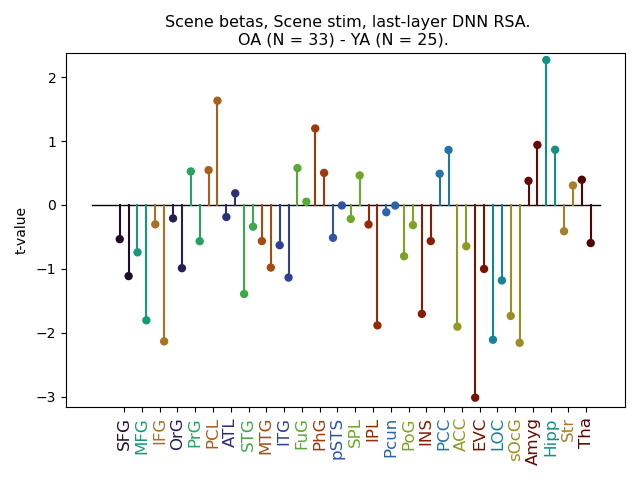 Scene betas, Scene stim, last-layer DNN RSA.
OA (N = 33) - YA (N = 25).
t-value
2
1
0
−1
−2
−3
SFG
MFG
IFG
OrG
PrG
PCL
ATL
STG
MTG
ITG
FuG
PhG
pSTS
SPL
IPL
Pcun
PoG
INS
PCC
ACC
EVC
LOC
sOcG
Amyg
Hipp
Str
Tha